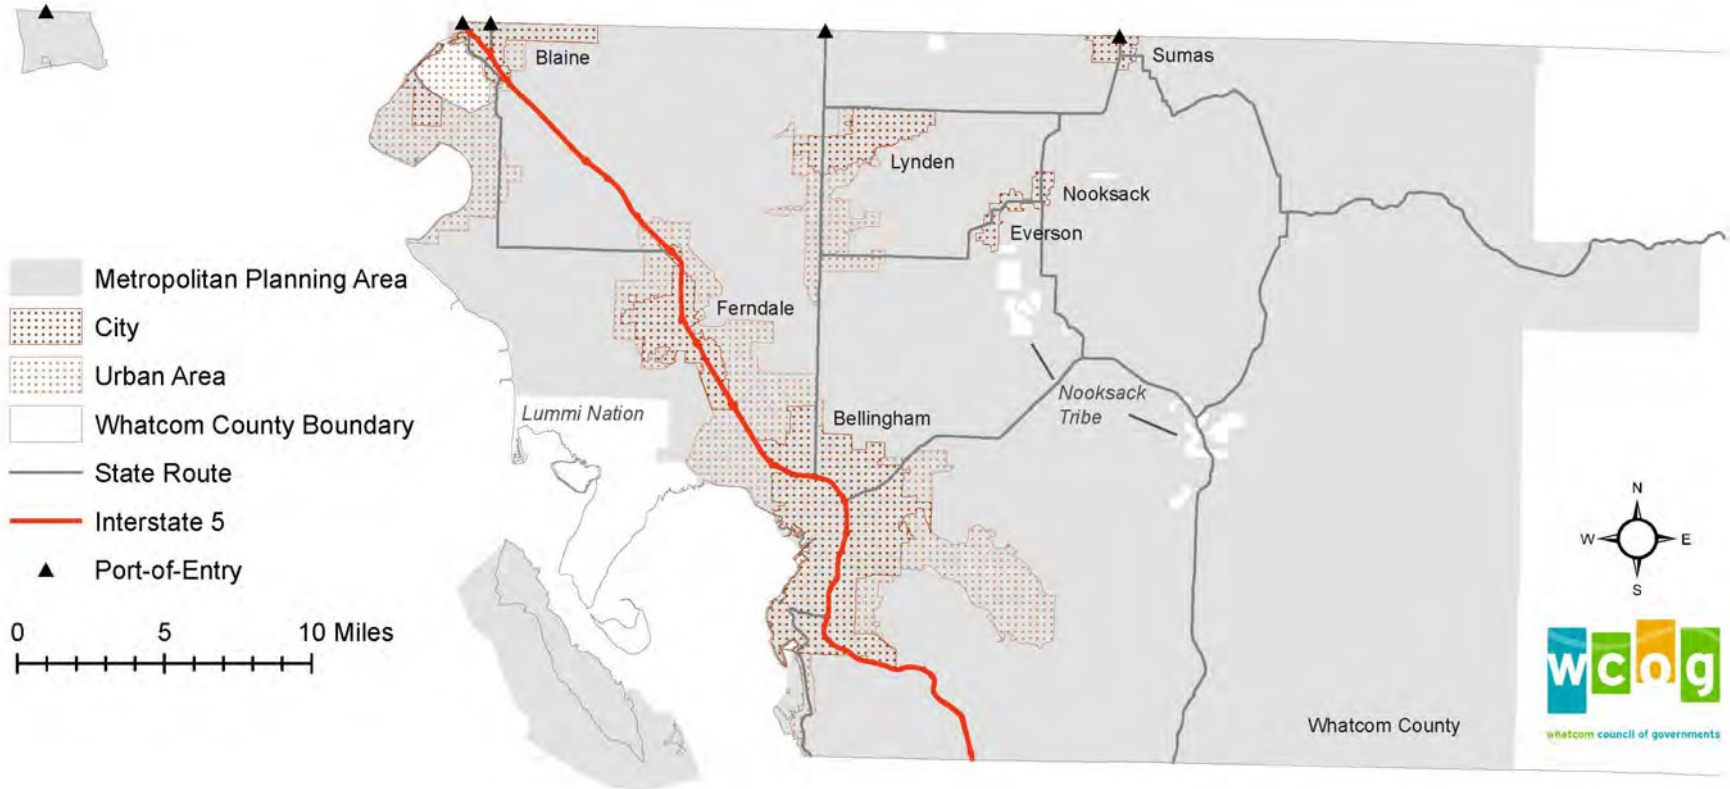 Blaine
Sumas
Lynden
Nooksack
Everson
Metropolitan Planning Area
City
Ferndale
Urban Area
Nooksack
Tribe
Lummi Nation
Bellingham
Whatcom County Boundary
State Route
Interstate 5
Port-of-Entry
N
W E
S
0 5 10 Miles
wcog
Whatcom County
whatcom council of governments